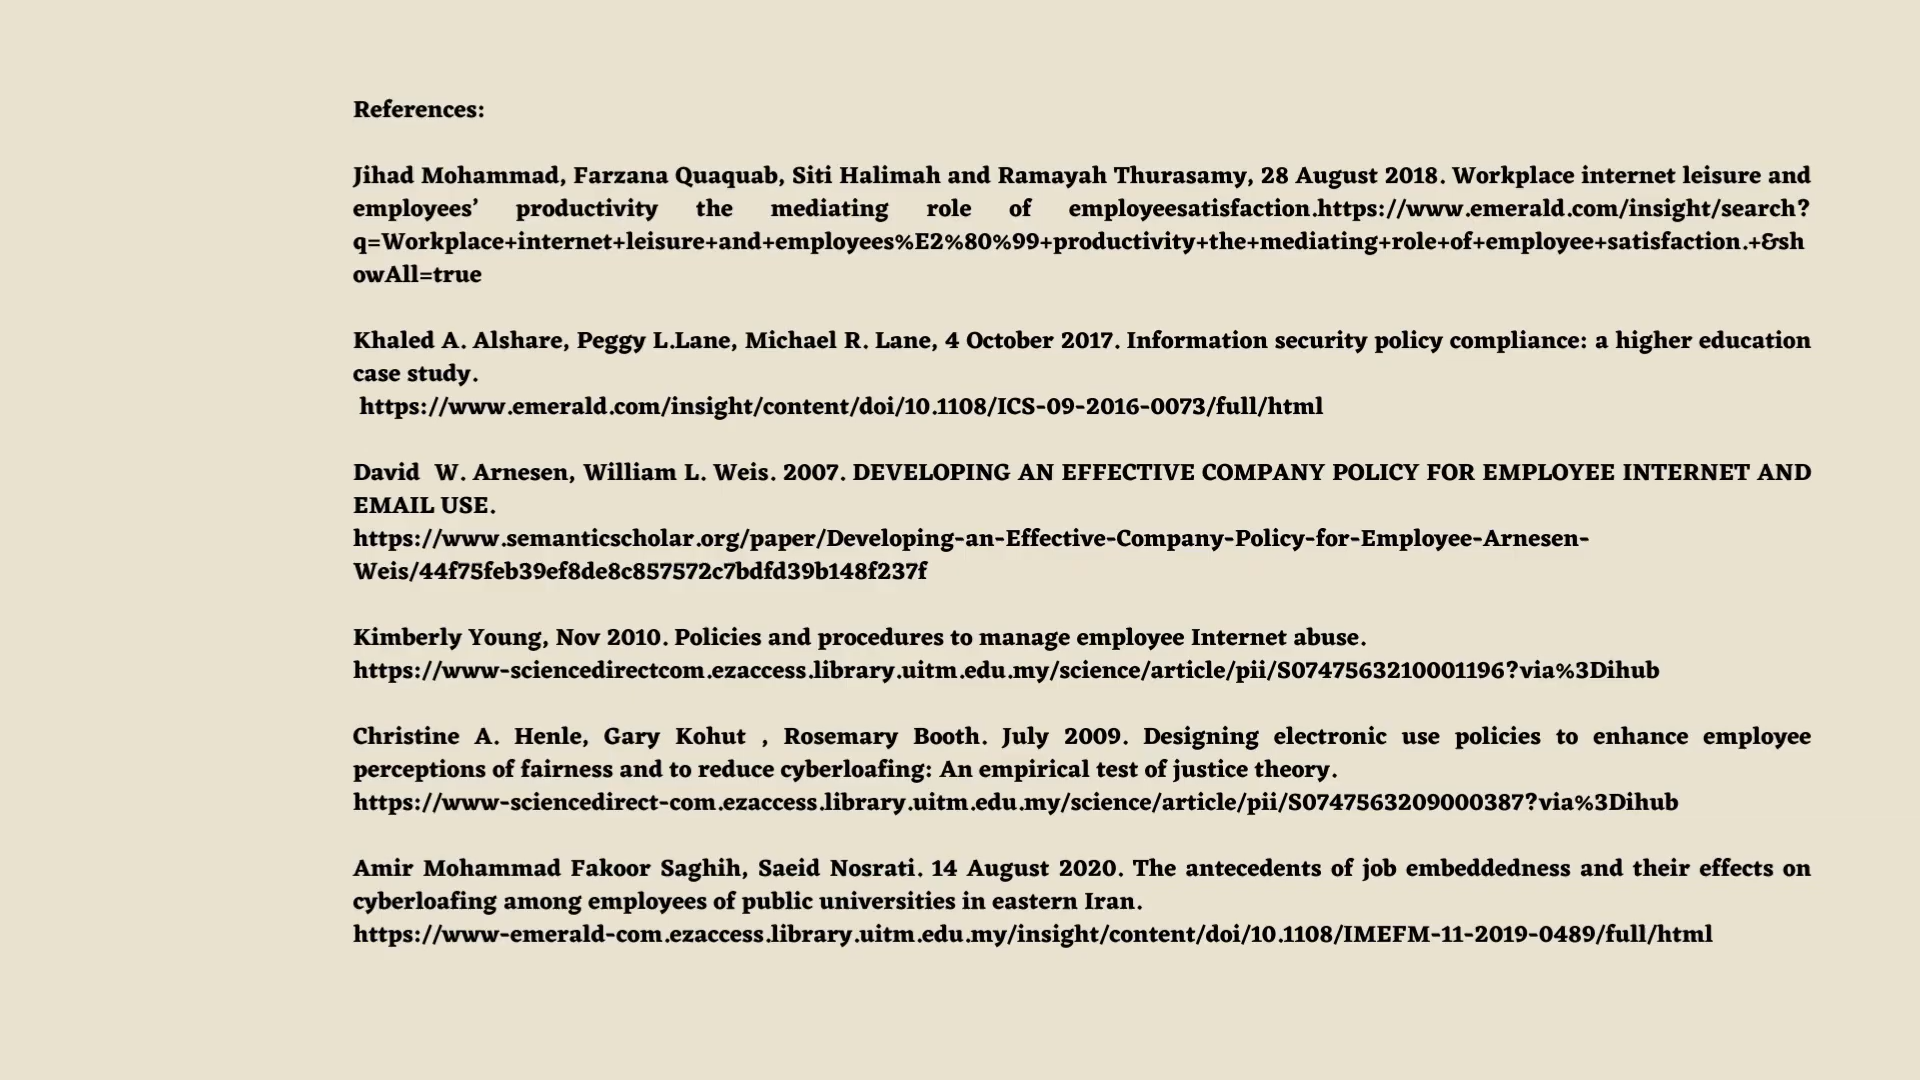 References:
Jihad Mohammad, Farzana Quaquab, Siti Halimah and Ramayah Thurasamy, 28 August 2018. Workplace internet leisure and
employees’ productivity the mediating role of employeesatisfaction.https://www.emerald.com/insight/search?
q=Workplace+internet+leisure+and+employees%E2%80%99+productivity+the+mediating+role+of+employee+satisfaction.+&sh
owAll=true
Khaled A. Alshare, Peggy L.Lane, Michael R. Lane, 4 October 2017. Information security policy compliance: a higher education
case study.
https://www.emerald.com/insight/content/doi/10.1108/ICS-09-2016-0073/full/html
David W. Arnesen, William L. Weis. 2007. DEVELOPING AN EFFECTIVE COMPANY POLICY FOR EMPLOYEE INTERNET AND
EMAIL USE.
https://www.semanticscholar.org/paper/Developing-an-Effective-Company-Policy-for-Employee-Arnesen-
Weis/44f75feb39ef8de8c857572c7bdfd39b148f237f
Kimberly Young, Nov 2010. Policies and procedures to manage employee Internet abuse.
https://www-sciencedirectcom.ezaccess.library.uitm.edu.my/science/article/pii/S0747563210001196?via%3Dihub
Christine A. Henle, Gary Kohut , Rosemary Booth. July 2009. Designing electronic use policies to enhance employee
perceptions of fairness and to reduce cyberloafing: An empirical test of justice theory.
https://www-sciencedirect-com.ezaccess.library.uitm.edu.my/science/article/pii/S0747563209000387?via%3Dihub
Amir Mohammad Fakoor Saghih, Saeid Nosrati. 14 August 2020. The antecedents of job embeddedness and their effects on
cyberloafing among employees of public universities in eastern Iran.
https://www-emerald-com.ezaccess.library.uitm.edu.my/insight/content/doi/10.1108/IMEFM-11-2019-0489/full/html